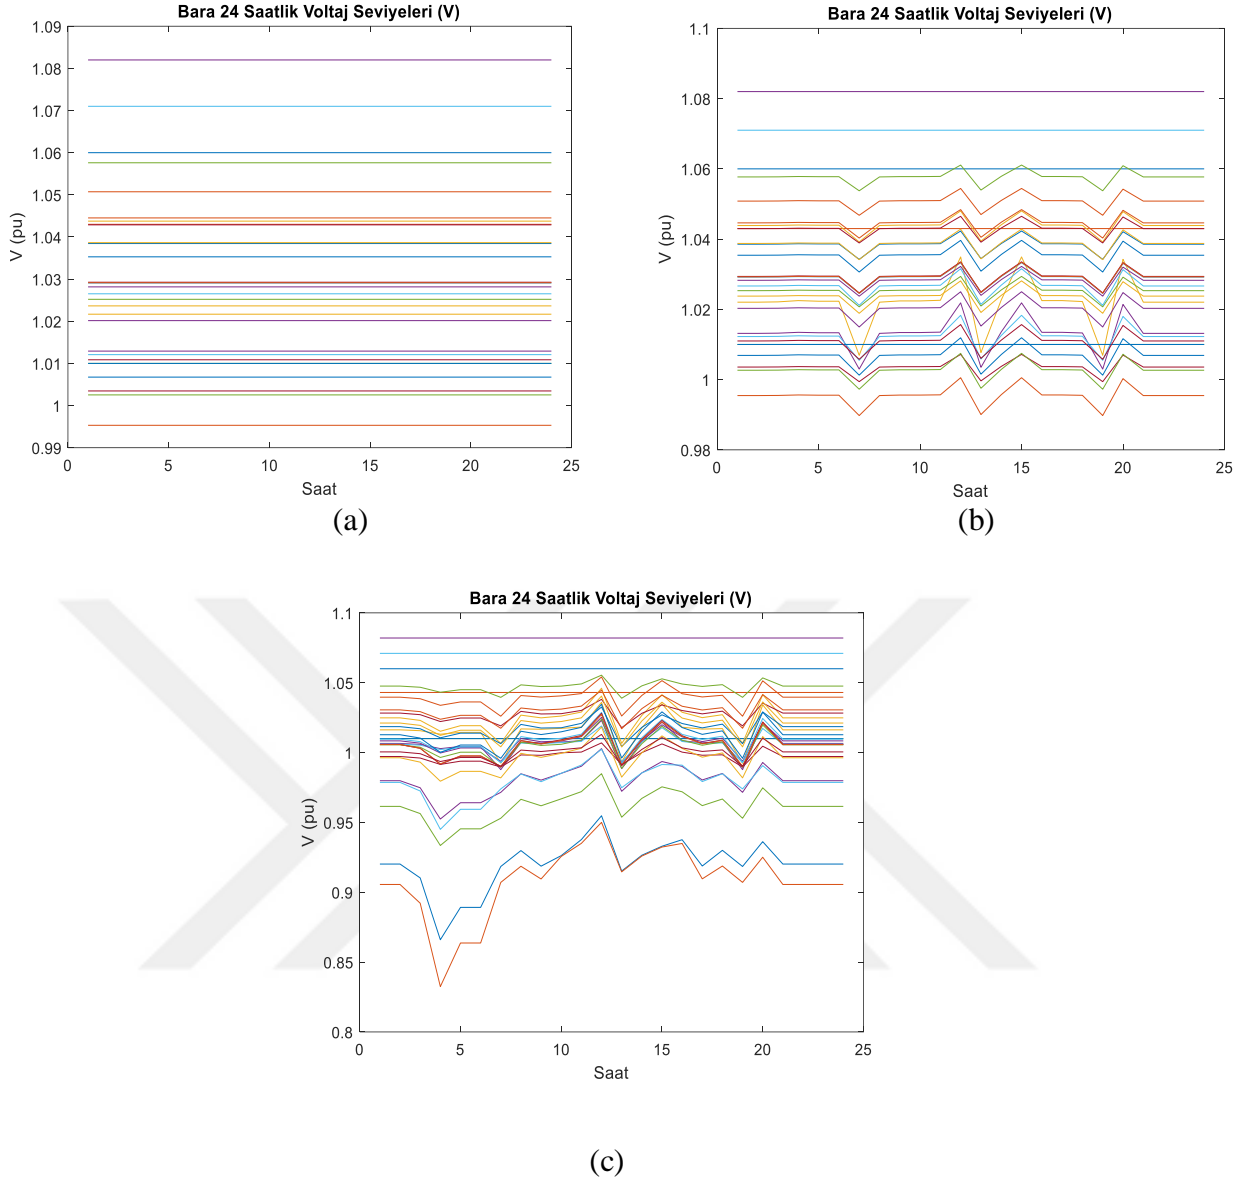 Bara 24 Saatlik Voltaj Seviyeleri (V)
1.09
1.08
1.07
1.06
1.05
1.04
1.03
1.02
1.01
1
0.99
V (pu)
0 5 10 15 20 25
Saat
(a)
Bara 24 Saatlik Voltaj Seviyeleri (V)
1.1
1.08
1.06
1.04
1.02
1
0.98
V (pu)
0 5 10 15 20 25
Saat
(b)
Bara 24 Saatlik Voltaj Seviyeleri (V)
1.1
1.05
1
0.95
0.9
0.85
0.8
V (pu)
0 5 10 15 20 25
Saat
(c)